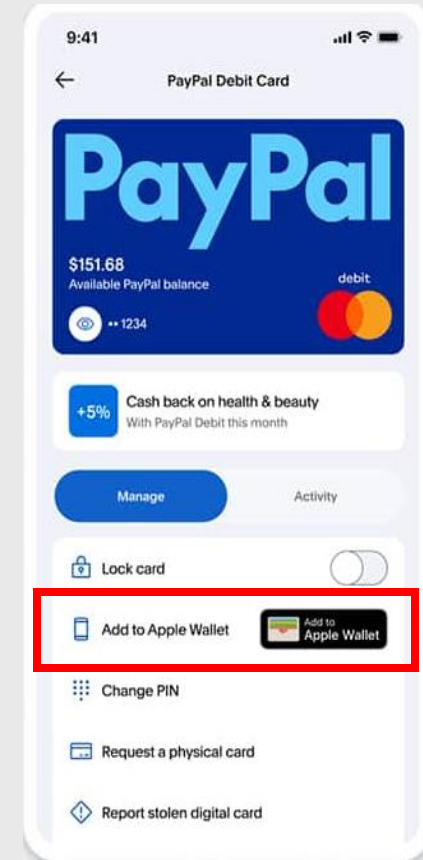 9:41
PayPal Debit Card
PayPal
$151.68
Available PayPal balance
debit
•• 1234
+5%
Cash back on health & beauty
With PayPal Debit this month
Manage
Activity
Lock card
Add to Apple Wallet
Add to
Apple Wallet
Change PIN
Request a physical card
Report stolen digital card